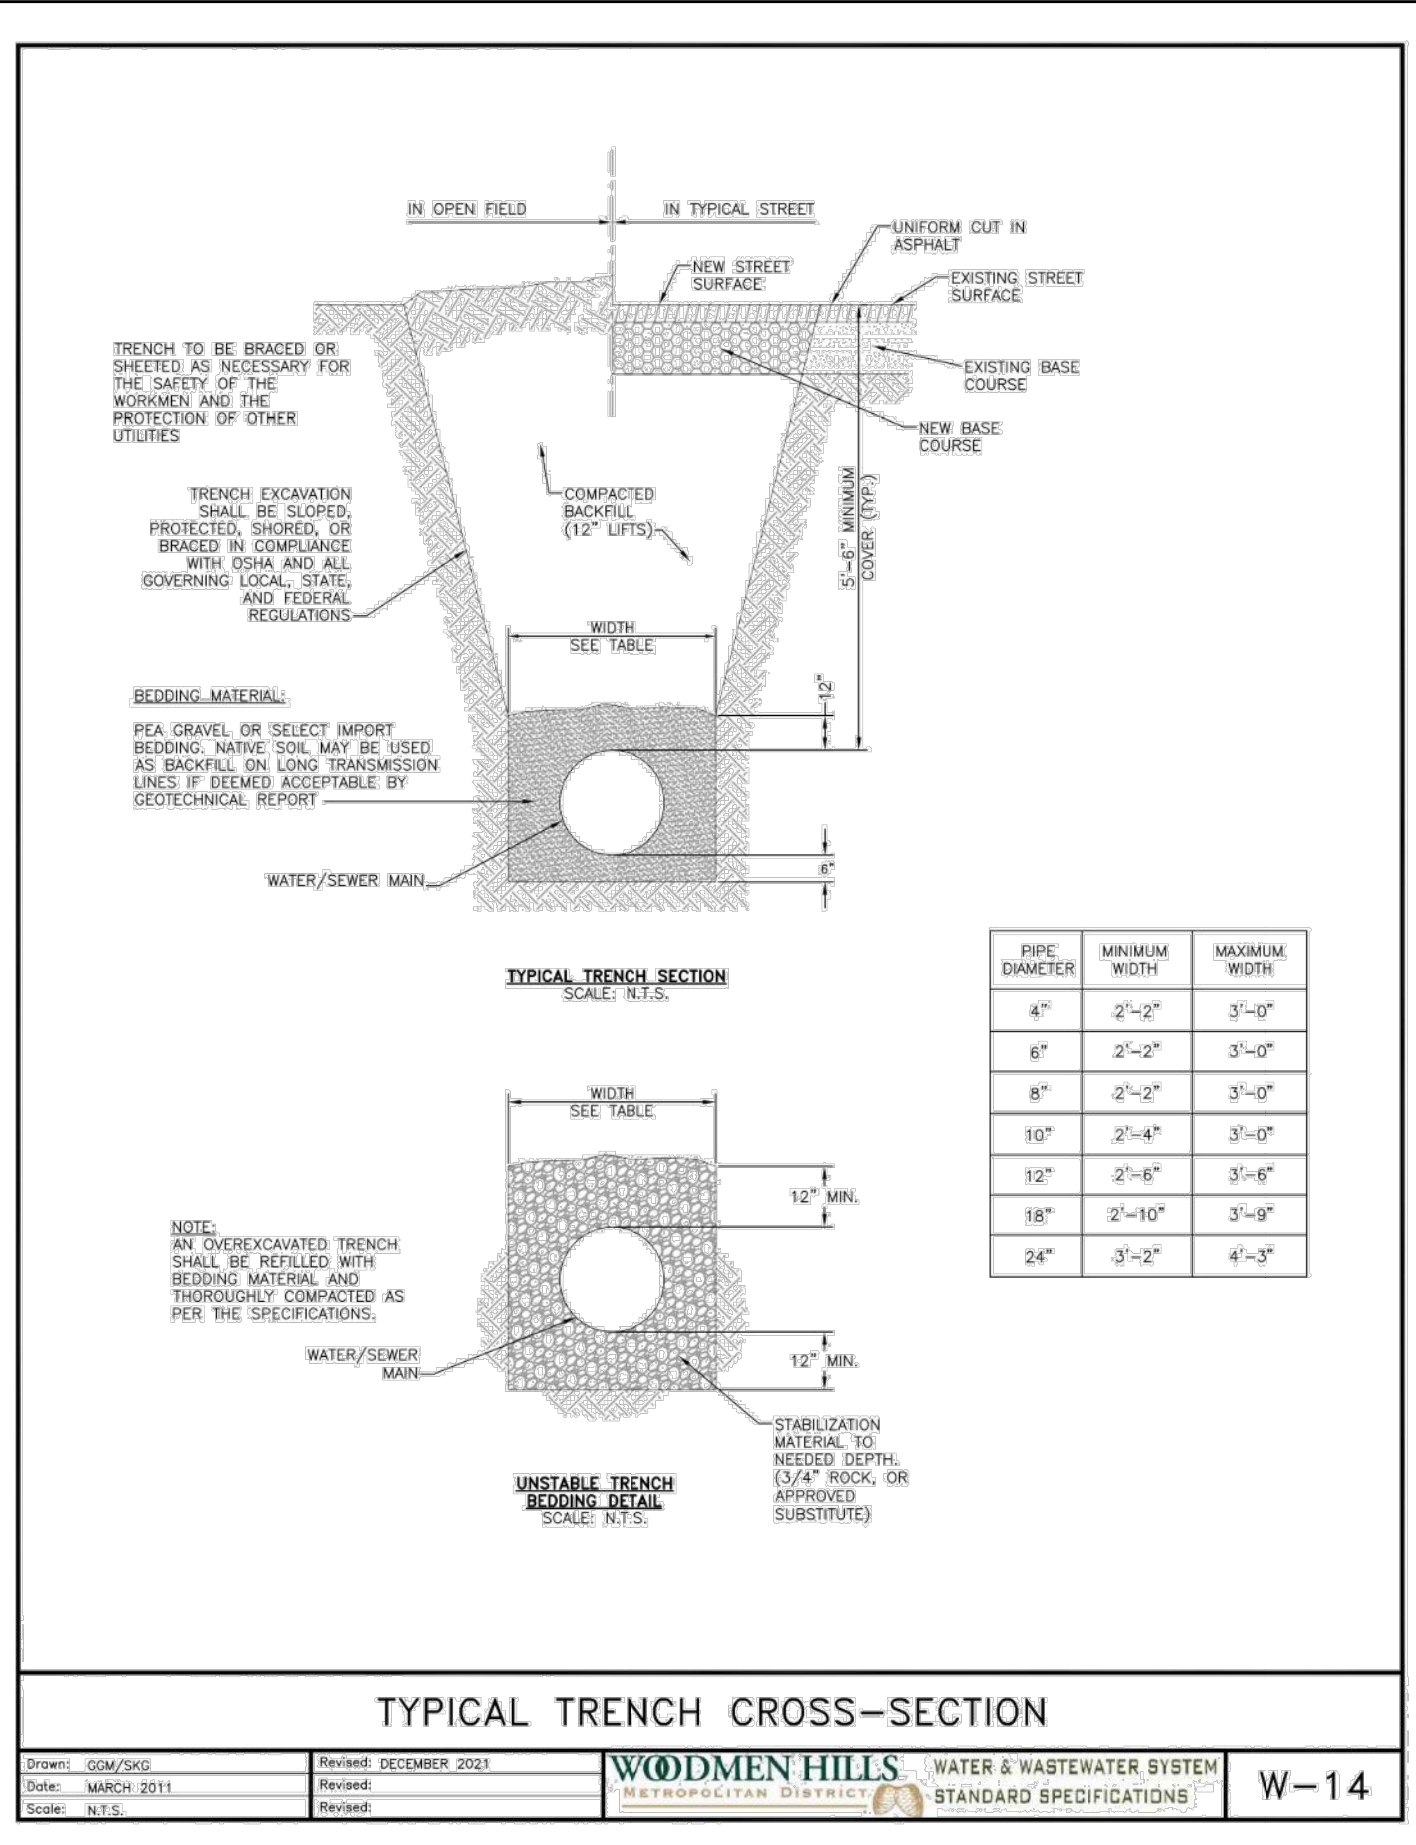 IN OPEN FIELD
IN TYPICAL STREET
UNIFORM CUT IN
ASPHALT
NEW STREET
SURFACE
EXISTING STREET
SURFACE
TRENCH TO BE BRACED OR
SHEETED AS NECESSARY FOR
THE SAFETY OF THE
WORKMEN AND THE
PROTECTION OF OTHER
UTILITIES
EXISTING BASE
COURSE
NEW BASE
COURSE
TRENCH EXCAVATION
SHALL BE SLOPED,
PROTECTED, SHORED, OR
BRACED IN COMPLIANCE
WITH OSHA AND ALL
GOVERNING LOCAL, STATE,
AND FEDERAL
REGULATIONS
COMPACTED
BACKFILL
(12" LIFTS)
5'-6" MINIMUM
COVER (TYP.)
WIDTH
SEE TABLE
12"
BEDDING MATERIAL:
PEA GRAVEL OR SELECT IMPORT
BEDDING. NATIVE SOIL MAY BE USED
AS BACKFILL ON LONG TRANSMISSION
LINES IF DEEMED ACCEPTABLE BY
GEOTECHNICAL REPORT
6"
WATER/SEWER MAIN
TYPICAL TRENCH SECTION
SCALE: N.T.S.
PIPE DIAMETER MINIMUM WIDTH MAXIMUM WIDTH
4" 2'-2" 3'-0"
6" 2'-2" 3'-0"
8" 2'-2" 3'-0"
10" 2'-4" 3'-0"
12" 2'-6" 3'-6"
18" 2'-10" 3'-9"
24" 3'-2" 4'-3"
WIDTH
SEE TABLE
12" MIN.
NOTE:
AN OVEREXCAVATED TRENCH
SHALL BE REFILLED WITH
BEDDING MATERIAL AND
THOROUGHLY COMPACTED AS
PER THE SPECIFICATIONS.
WATER/SEWER
MAIN
12" MIN.
STABILIZATION
MATERIAL TO
NEEDED DEPTH.
(3/4" ROCK, OR
APPROVED
SUBSTITUTE)
UNSTABLE TRENCH
BEDDING DETAIL
SCALE: N.T.S.
TYPICAL TRENCH CROSS-SECTION
Drawn: GGM/SKG
Date: MARCH 2011
Scale: N.T.S.
Revised: DECEMBER 2021
Revised:
Revised:
WOODMEN HILLS
METROPOLITAN DISTRICT
WATER & WASTEWATER SYSTEM
STANDARD SPECIFICATIONS
W-14